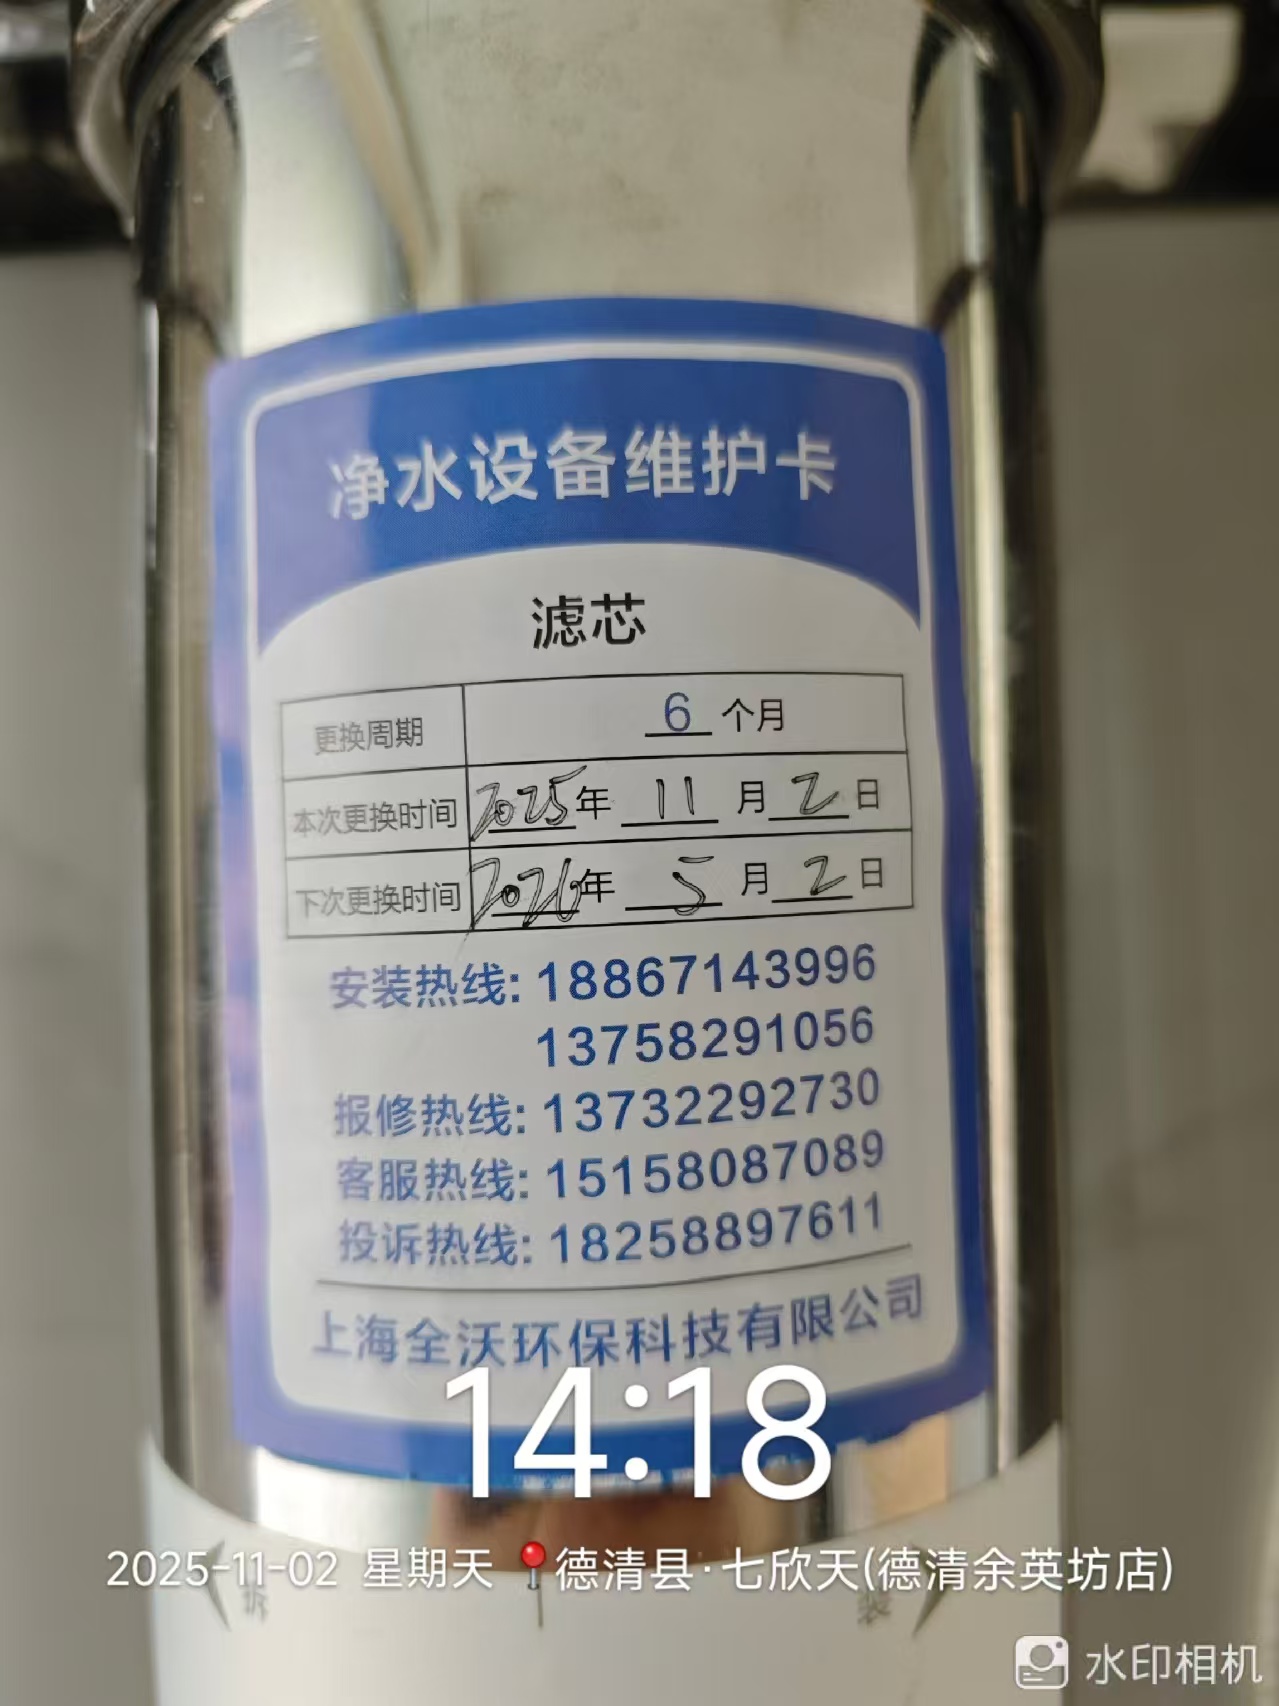 净水设备维护卡
滤芯
更换周期 6 个月
本次更换时间 2025年 11 月 2 日
下次更换时间 2026年 5 月 2 日
安装热线: 18867143996
13758291056
报修热线: 13732292730
客服热线: 15158087089
投诉热线: 18258897611
上海全沃环保科技有限公司
14:18
2025-11-02 星期天 德清县·七欣天(德清余英坊店)
拆 装
水印相机